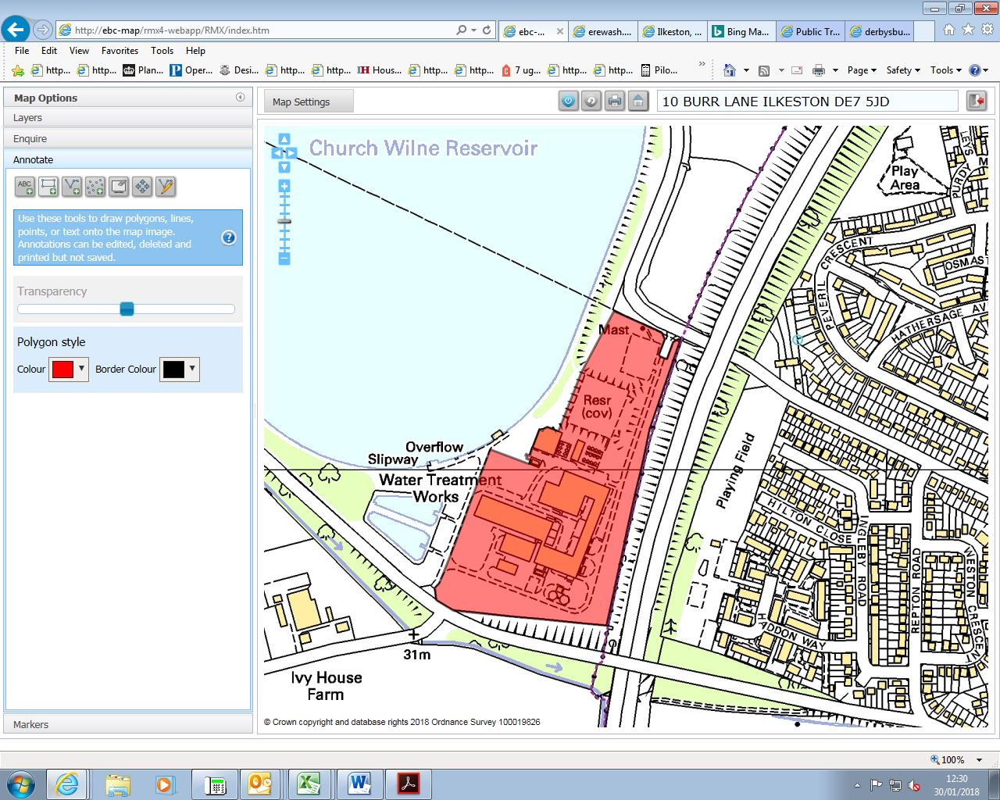 http://ebc-map/rmx4-webapp/RMX/index.htm
ebc-...
erewash....
Ilkeston, ...
Bing Ma...
Public Tr...
derbysbu...
File Edit View Favorites Tools Help
http...
http...
Plan...
Oper...
Desi...
http...
http...
Hous...
http...
http...
7 ug...
http...
http...
Pilo...
Page
Safety
Tools
Map Options
Layers
Enquire
Annotate
ABC
Use these tools to draw polygons, lines,
points, or text onto the map image.
Annotations can be edited, deleted and
printed but not saved.
Transparency
Polygon style
Colour
Border Colour
Markers
Map Settings
10 BURR LANE ILKESTON DE7 5JD
Church Wilne Reservoir
Play
Area
PURDY
CRESCENT
PEVERIL
OSMAST
HATHERSAGE AV
Mast
Resr
(cov)
Overflow
Slipway
Water Treatment
Works
Playing Field
HILTON CLOSE
INGLEBY ROAD
REPTON ROAD
WESTON CRESCENT
HADDON WAY
31m
Ivy House
Farm
© Crown copyright and database rights 2018 Ordnance Survey 100019826
100%
12:30
30/01/2018